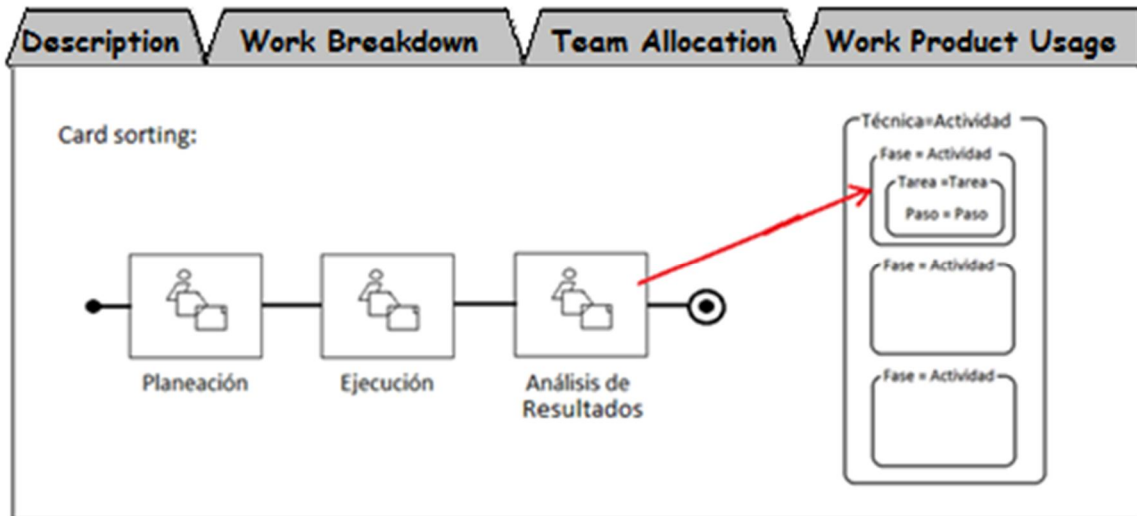 Description
Work Breakdown
Team Allocation
Work Product Usage
Card sorting:
Planeación
Ejecución
Análisis de
Resultados
Técnica=Actividad
Fase = Actividad
Tarea =Tarea
Paso = Paso
Fase = Actividad
Fase = Actividad